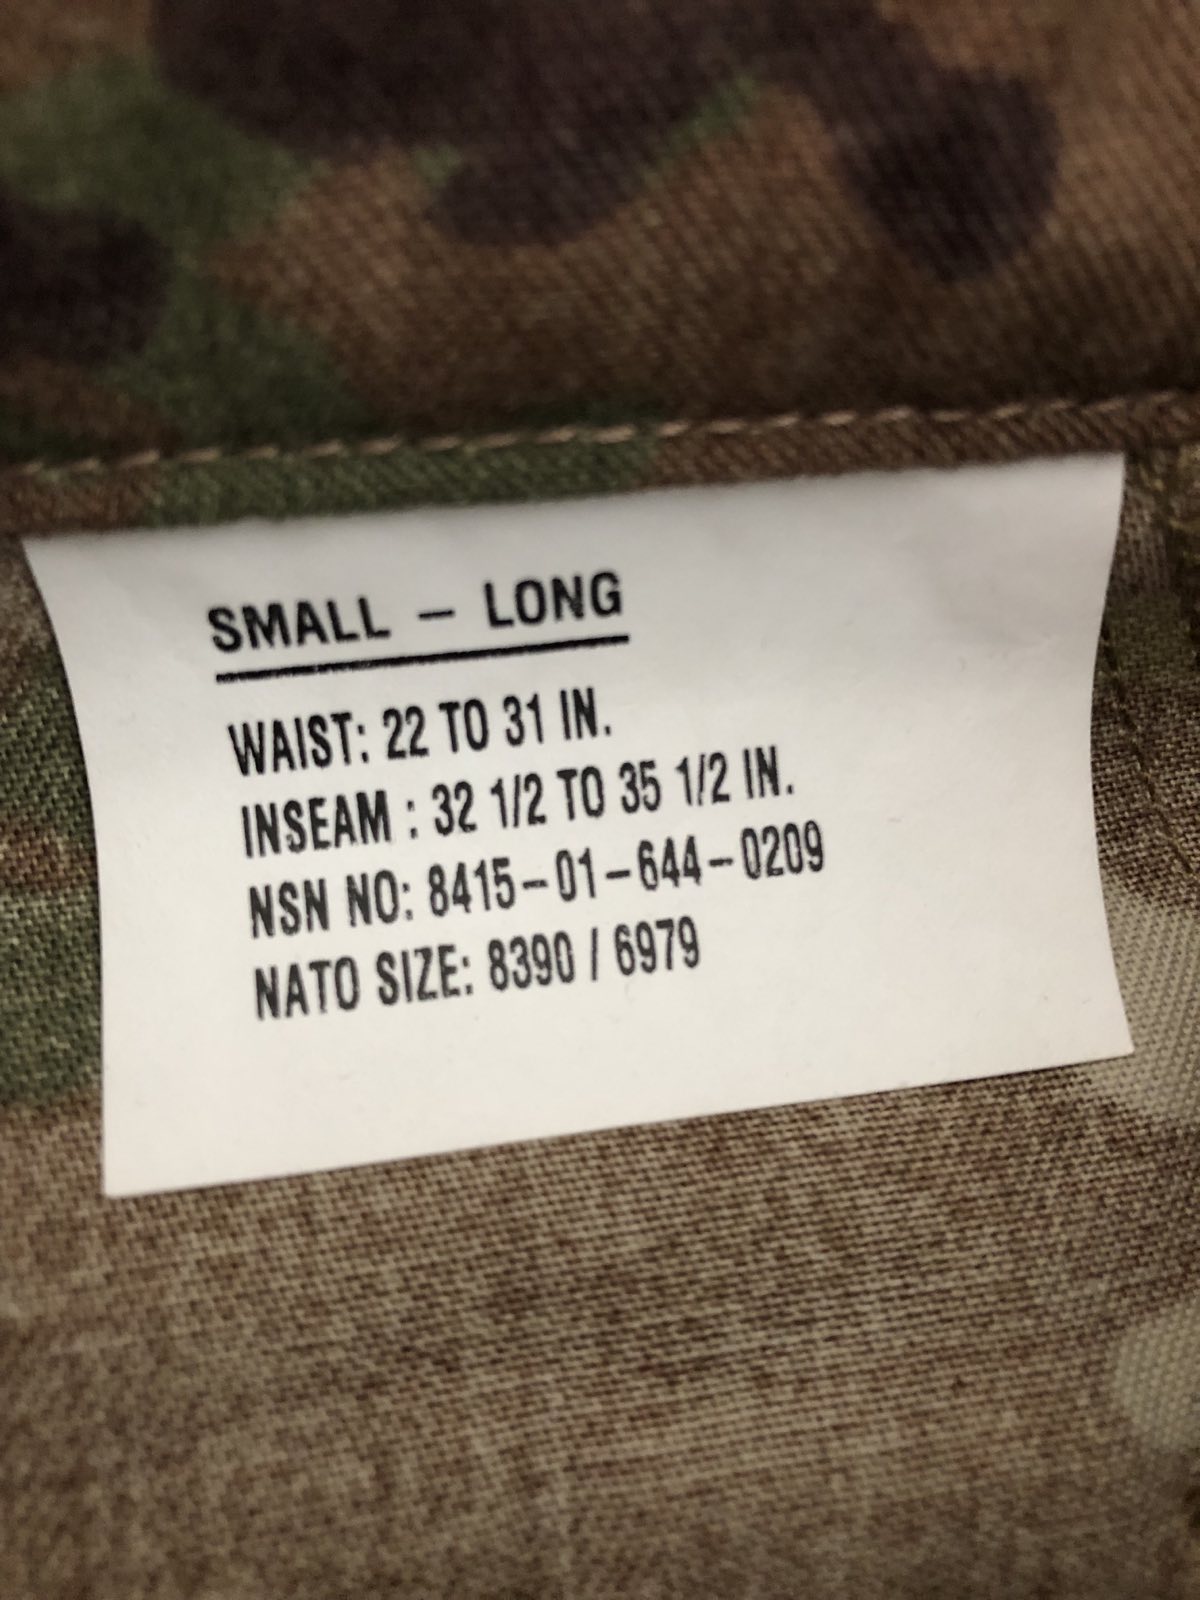 SMALL – LONG
WAIST: 22 TO 31 IN.
INSEAM : 32 1/2 TO 35 1/2 IN.
NSN NO: 8415–01–644–0209
NATO SIZE: 8390 / 6979